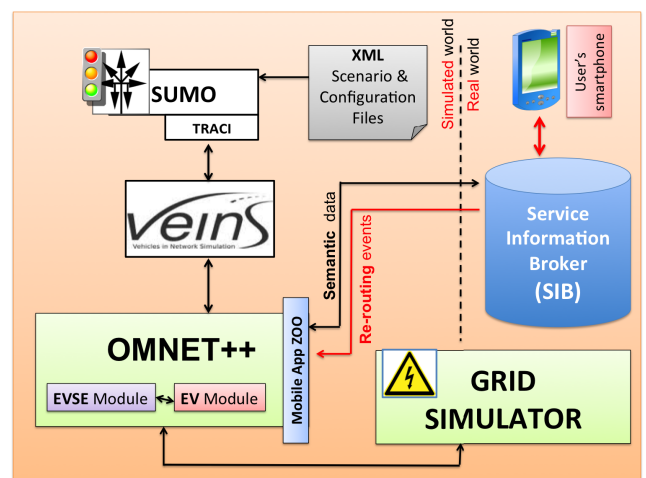 XML
Scenario &
Configuration
Files
SUMO
TRACI
Simulated world
Real world
User's
smartphone
veins
Vehicles in Network Simulation
Semantic data
Re-routing events
Service
Information
Broker
(SIB)
OMNET++
EVSE Module
EV Module
Mobile App ZOO
GRID
SIMULATOR